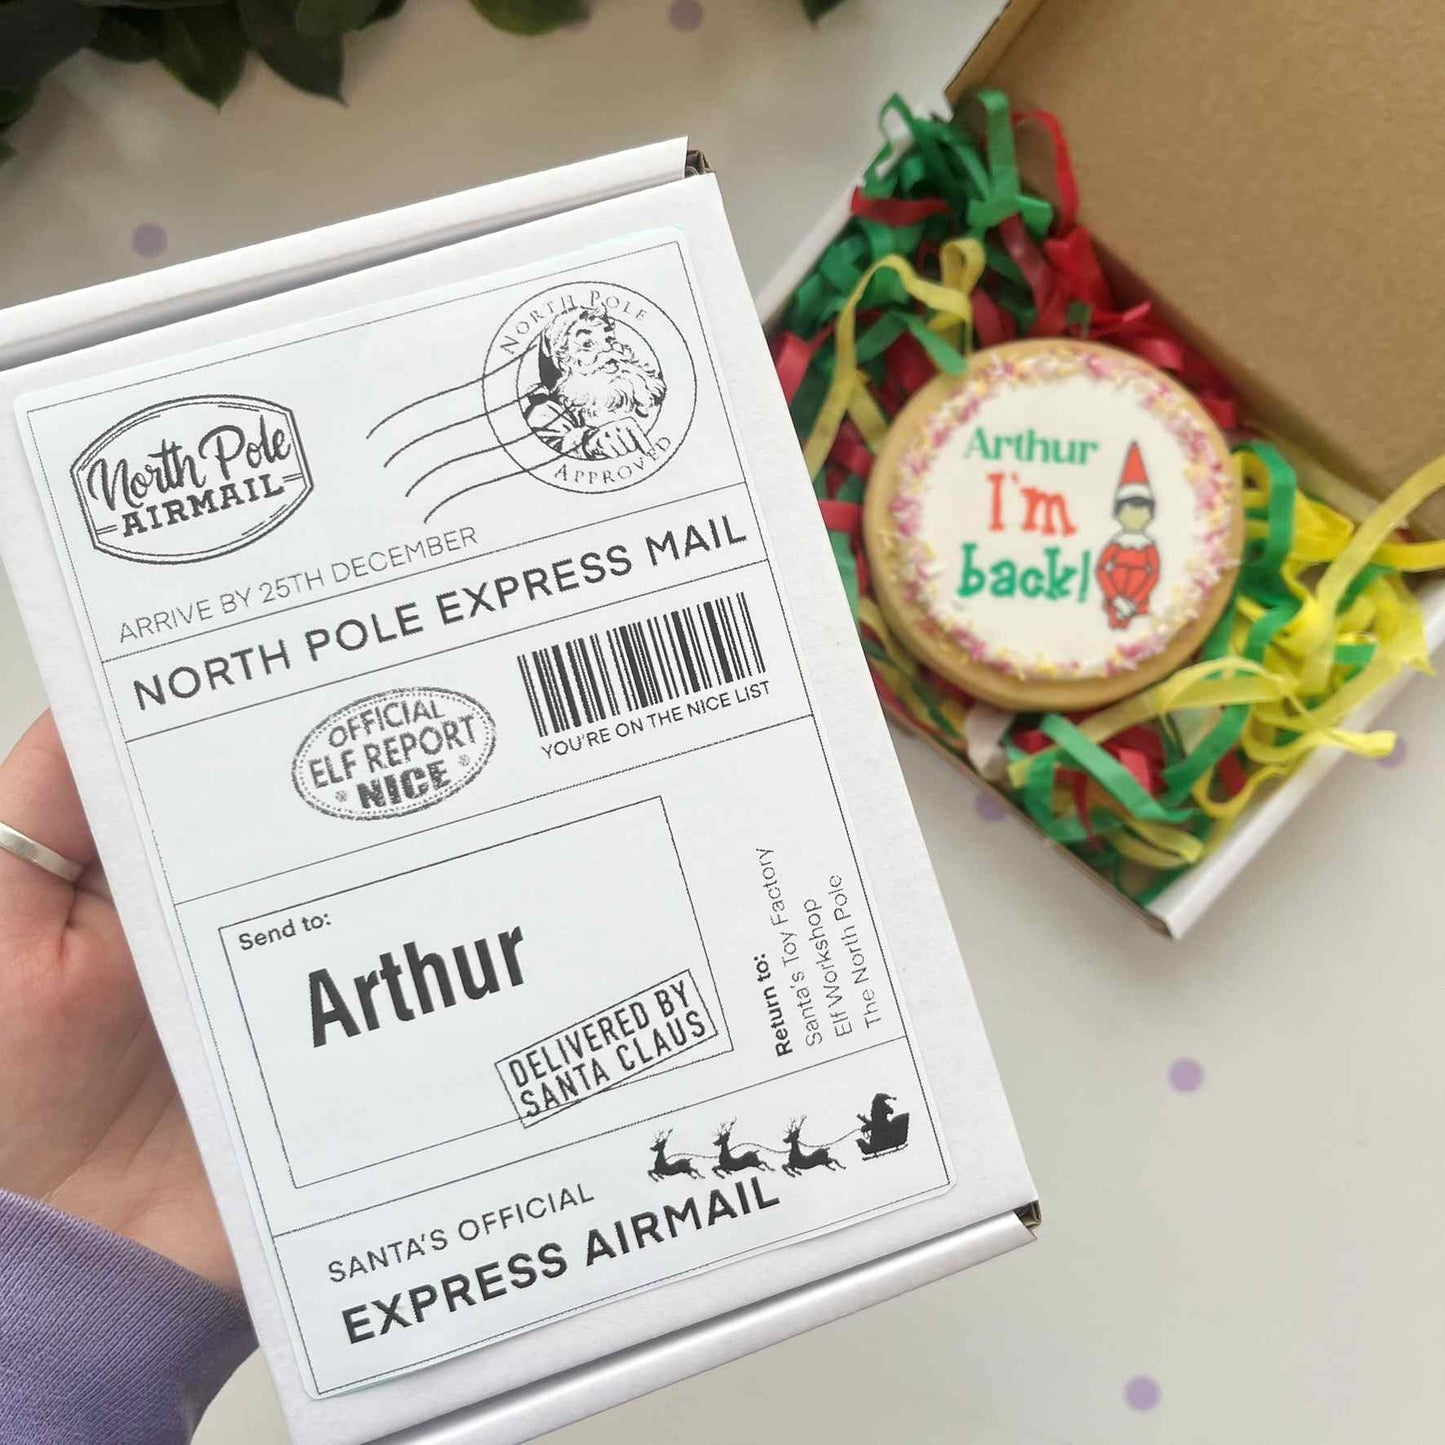 North Pole
AIRMAIL
NORTH POLE
APPROVED
ARRIVE BY 25TH DECEMBER
NORTH POLE EXPRESS MAIL
OFFICIAL
ELF REPORT
NICE
YOU'RE ON THE NICE LIST
Send to:
Arthur
DELIVERED BY
SANTA CLAUS
Return to:
Santa's Toy Factory
Elf Workshop
The North Pole
SANTA'S OFFICIAL
EXPRESS AIRMAIL
Arthur
I'm
back!